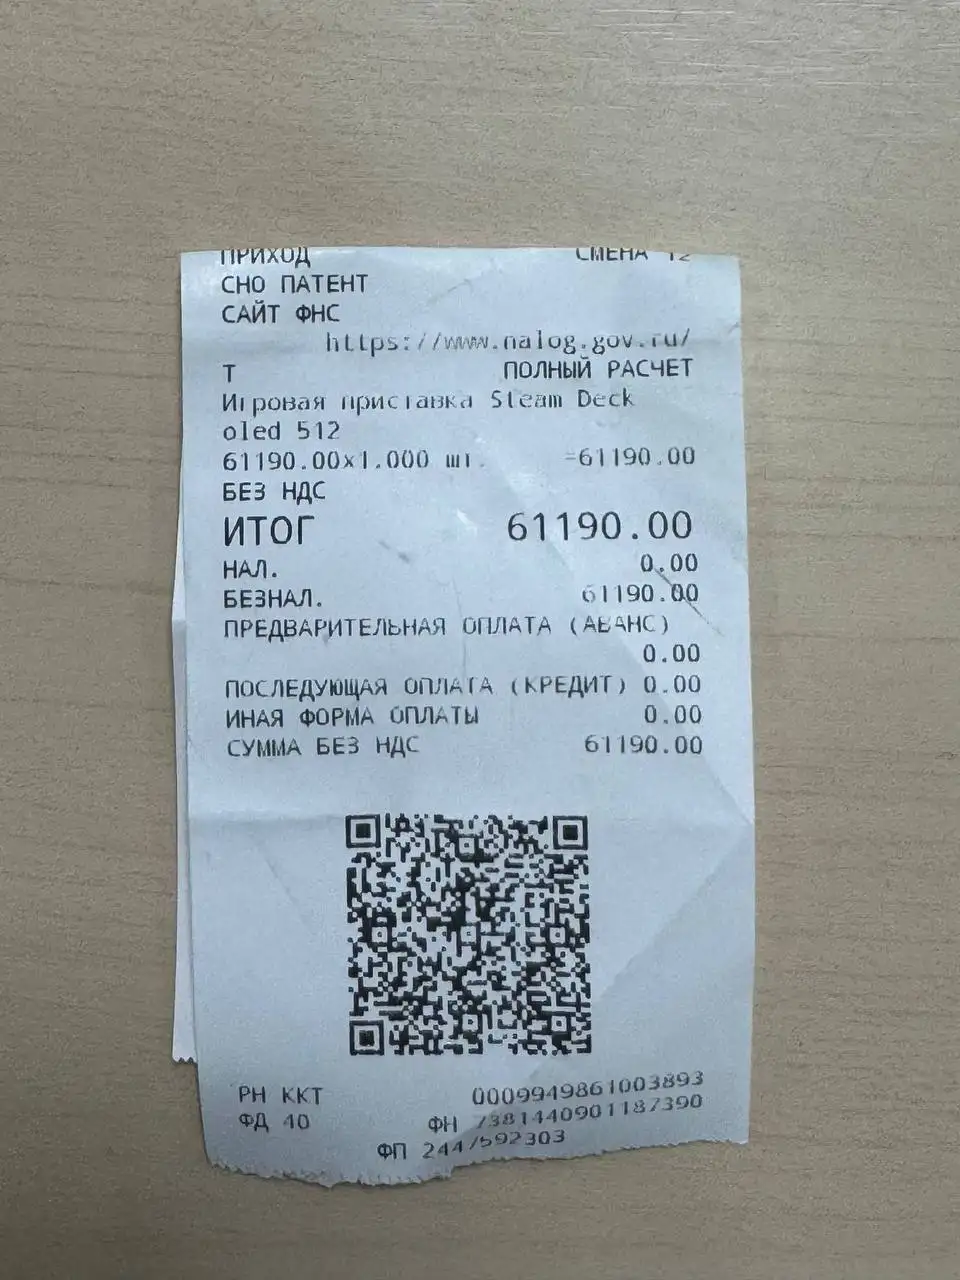 ПРИХОД СМЕНА 12
СНО ПАТЕНТ
САЙТ ФНС
https://www.nalog.gov.ru/
Т ПОЛНЫЙ РАСЧЕТ
Игровая приставка Steam Deck
oled 512
61190.00x1.000 шт. =61190.00
БЕЗ НДС
ИТОГ 61190.00
НАЛ. 0.00
БЕЗНАЛ. 61190.00
ПРЕДВАРИТЕЛЬНАЯ ОПЛАТА (АВАНС)
0.00
ПОСЛЕДУЮЩАЯ ОПЛАТА (КРЕДИТ) 0.00
ИНАЯ ФОРМА ОПЛАТЫ 0.00
СУММА БЕЗ НДС 61190.00
РН ККТ 0009949861003893
ФД 40 ФН 7381440901187390
ФП 2447592303